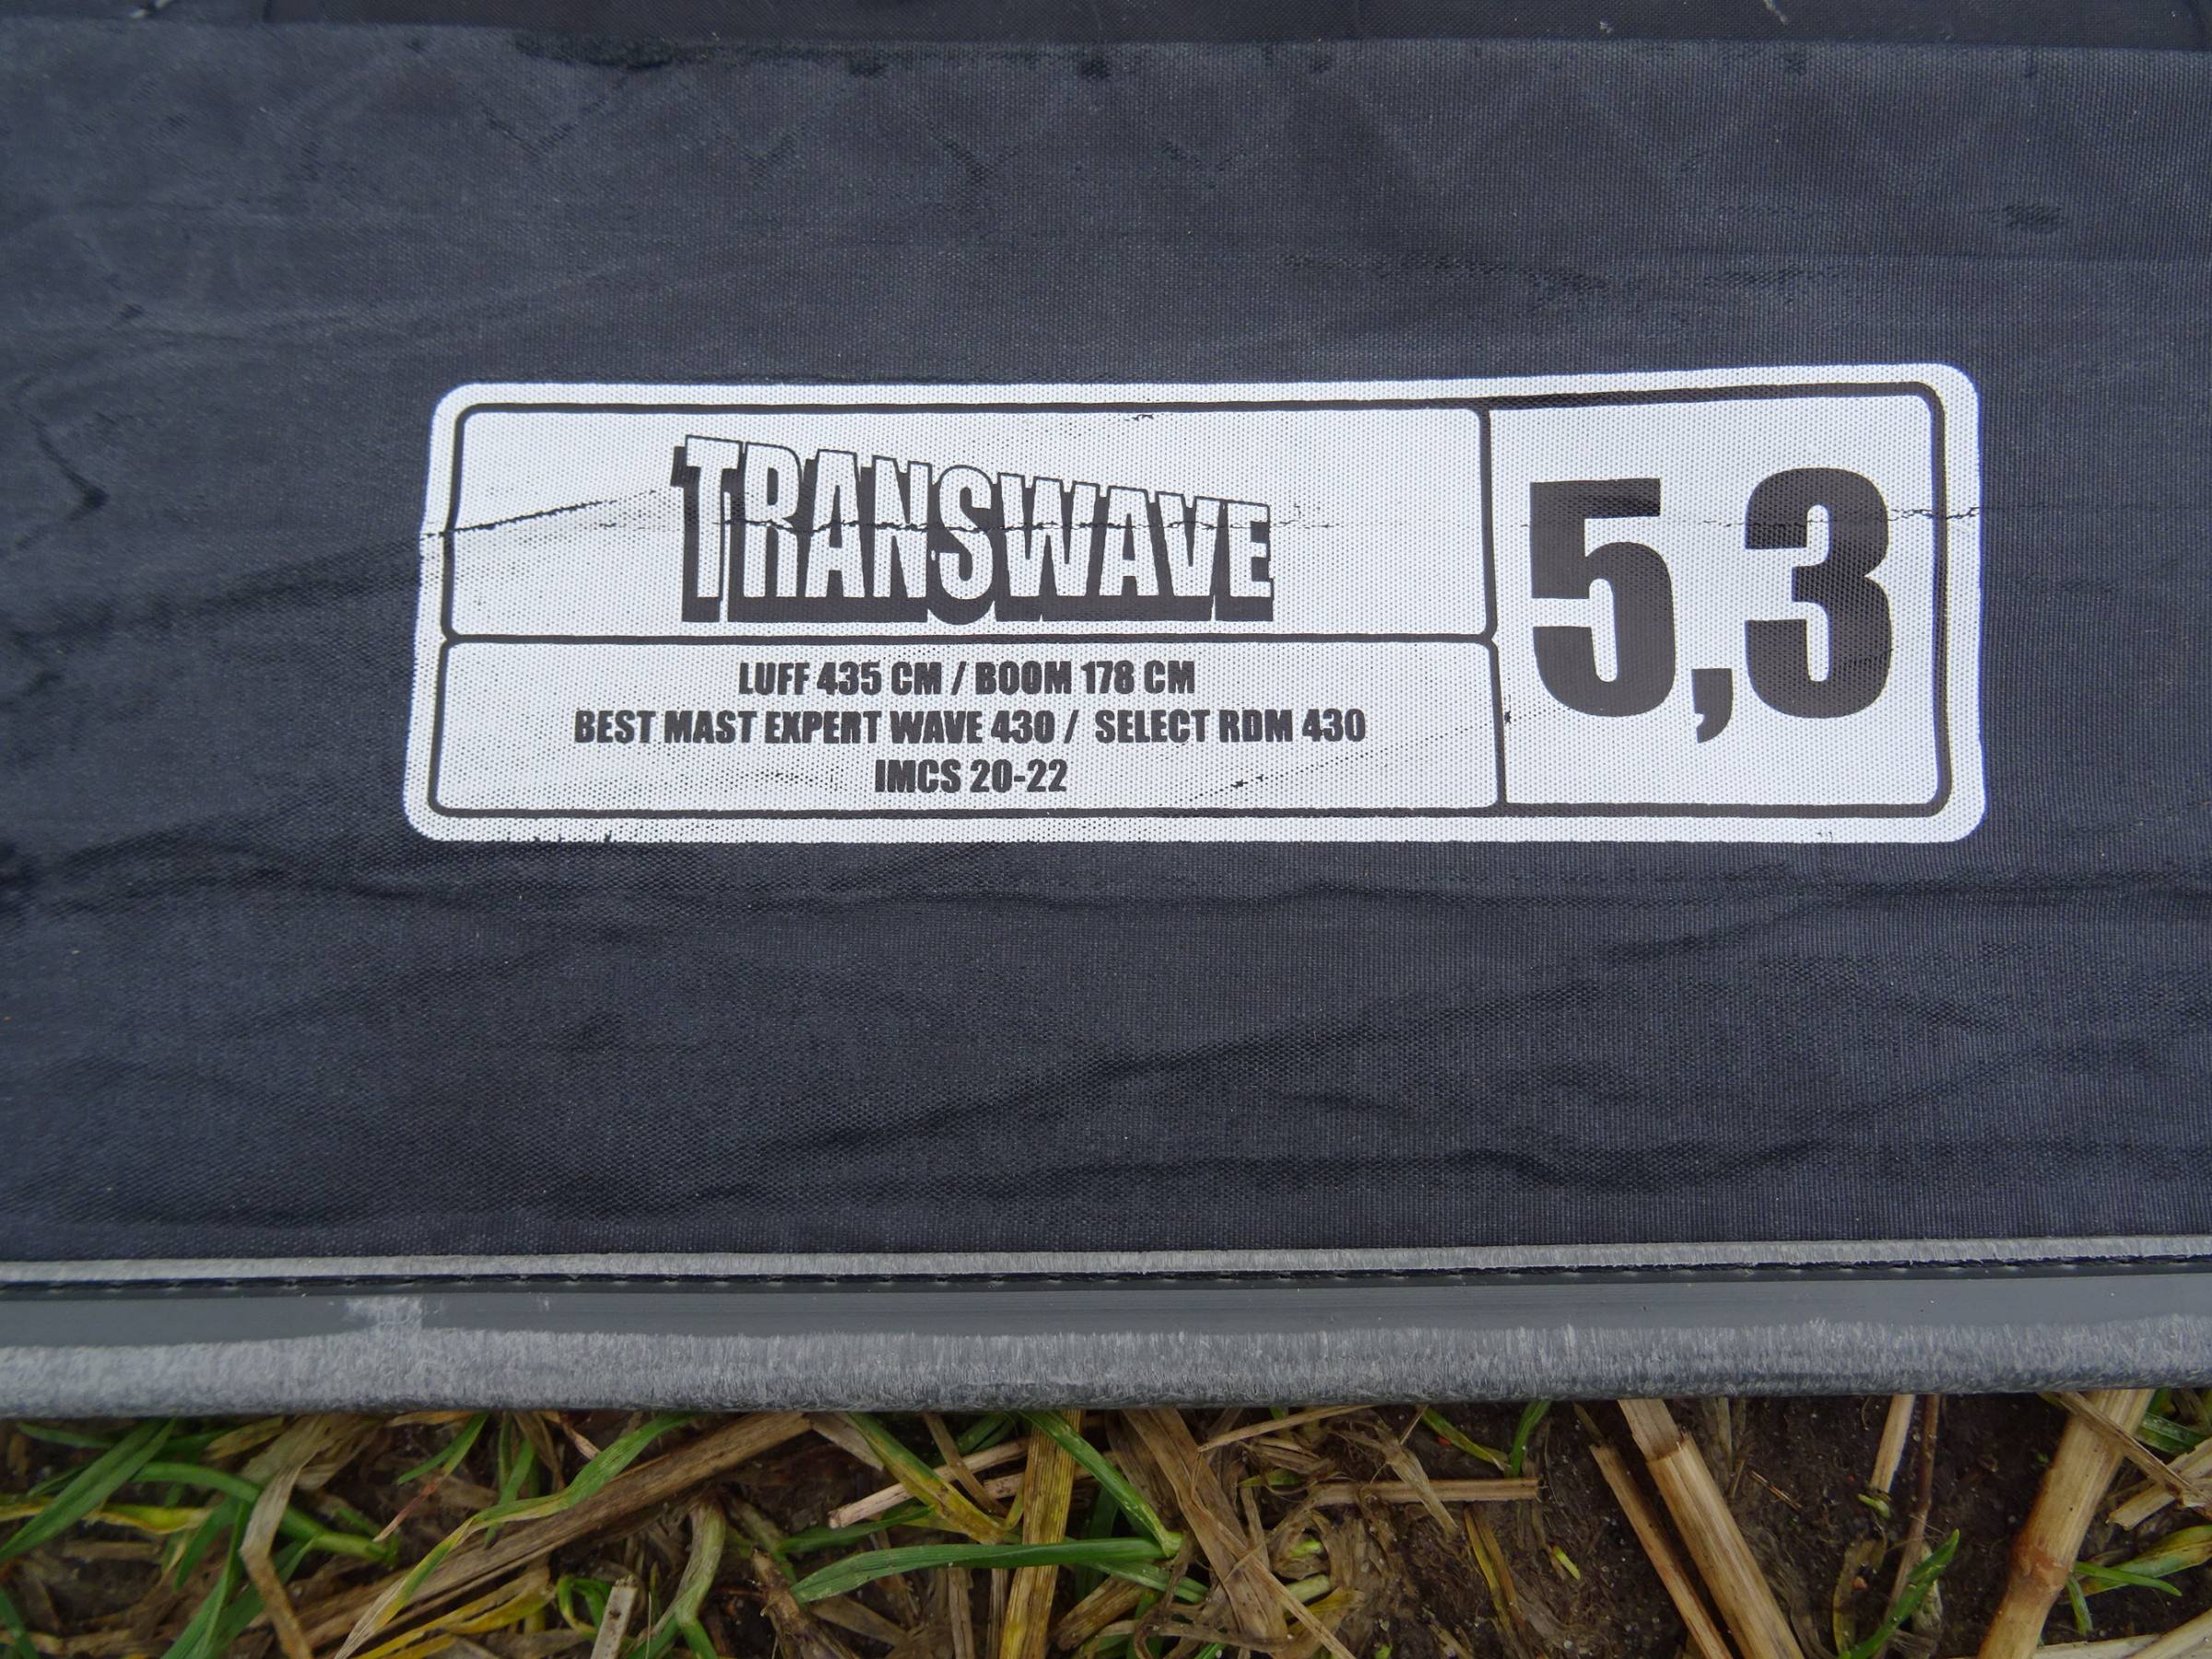 TRANSWAVE
5,3
LUFF 435 CM / BOOM 178 CM
BEST MAST EXPERT WAVE 430 / SELECT RDM 430
IMCS 20-22